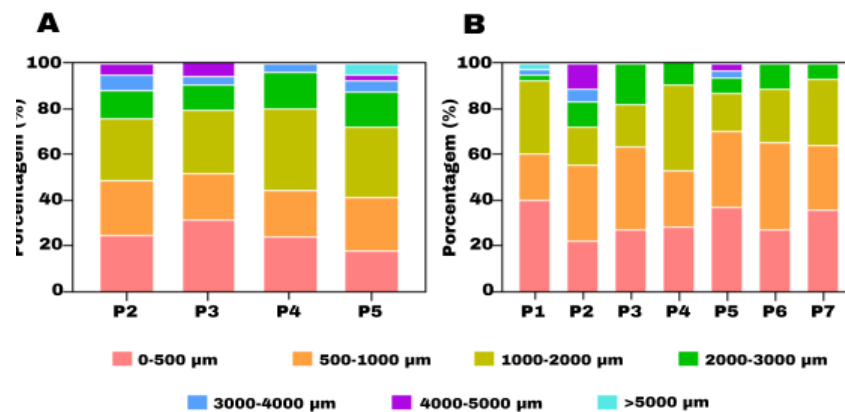 A
B
Porcentagem (%)
100
80
60
40
20
0
P2 P3 P4 P5
Porcentagem (%)
100
80
60
40
20
0
P1 P2 P3 P4 P5 P6 P7
0-500 µm 500-1000 µm 1000-2000 µm 2000-3000 µm
3000-4000 µm 4000-5000 µm >5000 µm